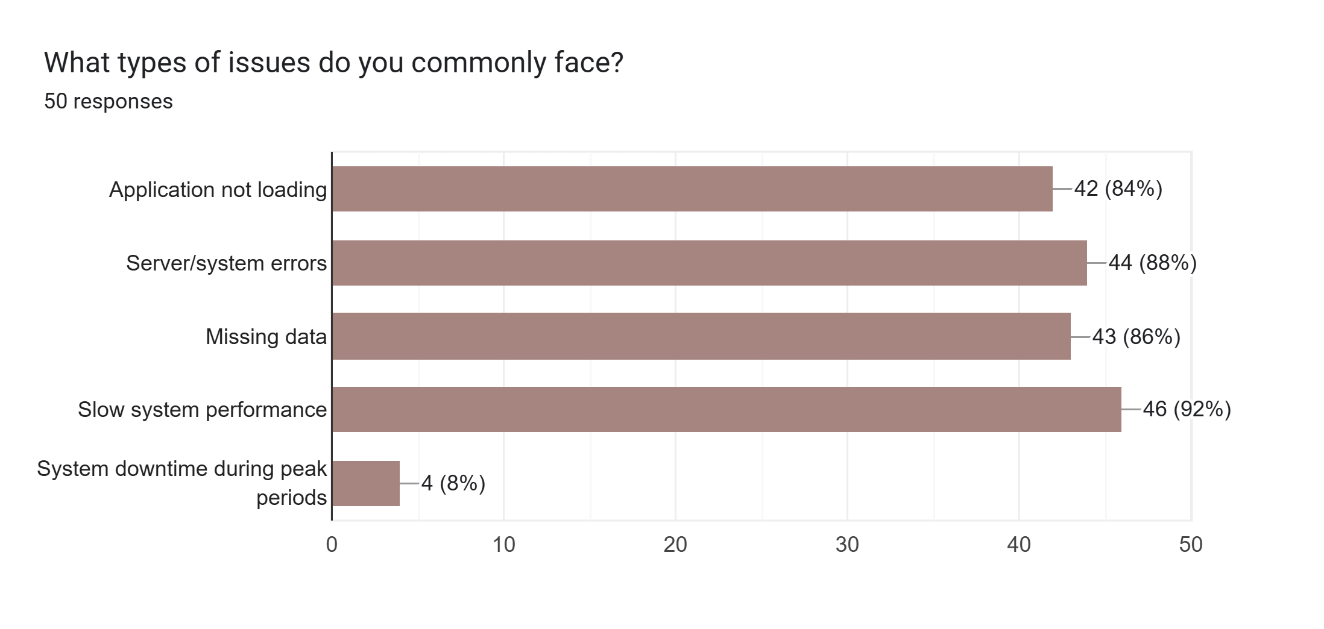 What types of issues do you commonly face?
50 responses
Application not loading
42 (84%)
Server/system errors
44 (88%)
Missing data
43 (86%)
Slow system performance
46 (92%)
System downtime during peak
periods
4 (8%)
0 10 20 30 40 50